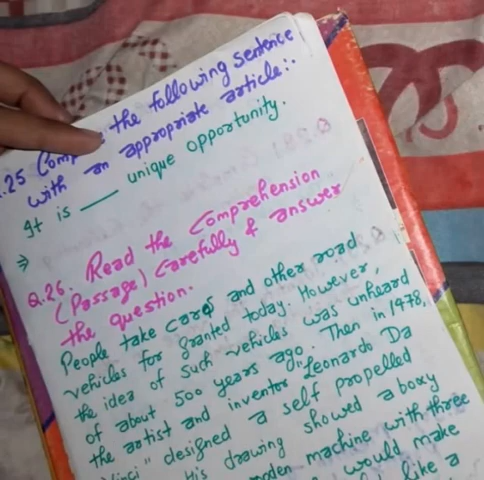 .25 Comp the following sentence
with an appropriate article:.
It is ___ unique opportunity.
⇒
Q.26. Read the Comprehension
(Passage) carefully & answer
the question.
People take cars and other road
vehicles for granted today. However,
the idea of such vehicles was unheard
of about 500 years ago. Then in 1478,
the artist and inventor "Leonardo Da
Vinci" designed a self propelled
His drawing showed a boxy
wooden machine with three
would make
like a